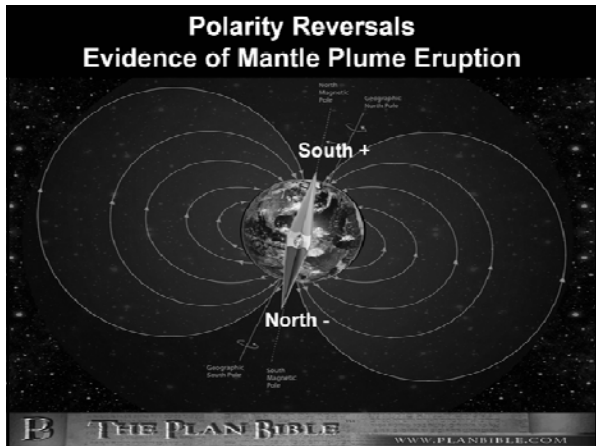 Polarity Reversals
Evidence of Mantle Plume Eruption
North
Magnetic
Pole
Geographic
North Pole
South +
North -
Geographic
South Pole
South
Magnetic
Pole
B THE PLAN BIBLE
WWW.PLANBIBLE.COM